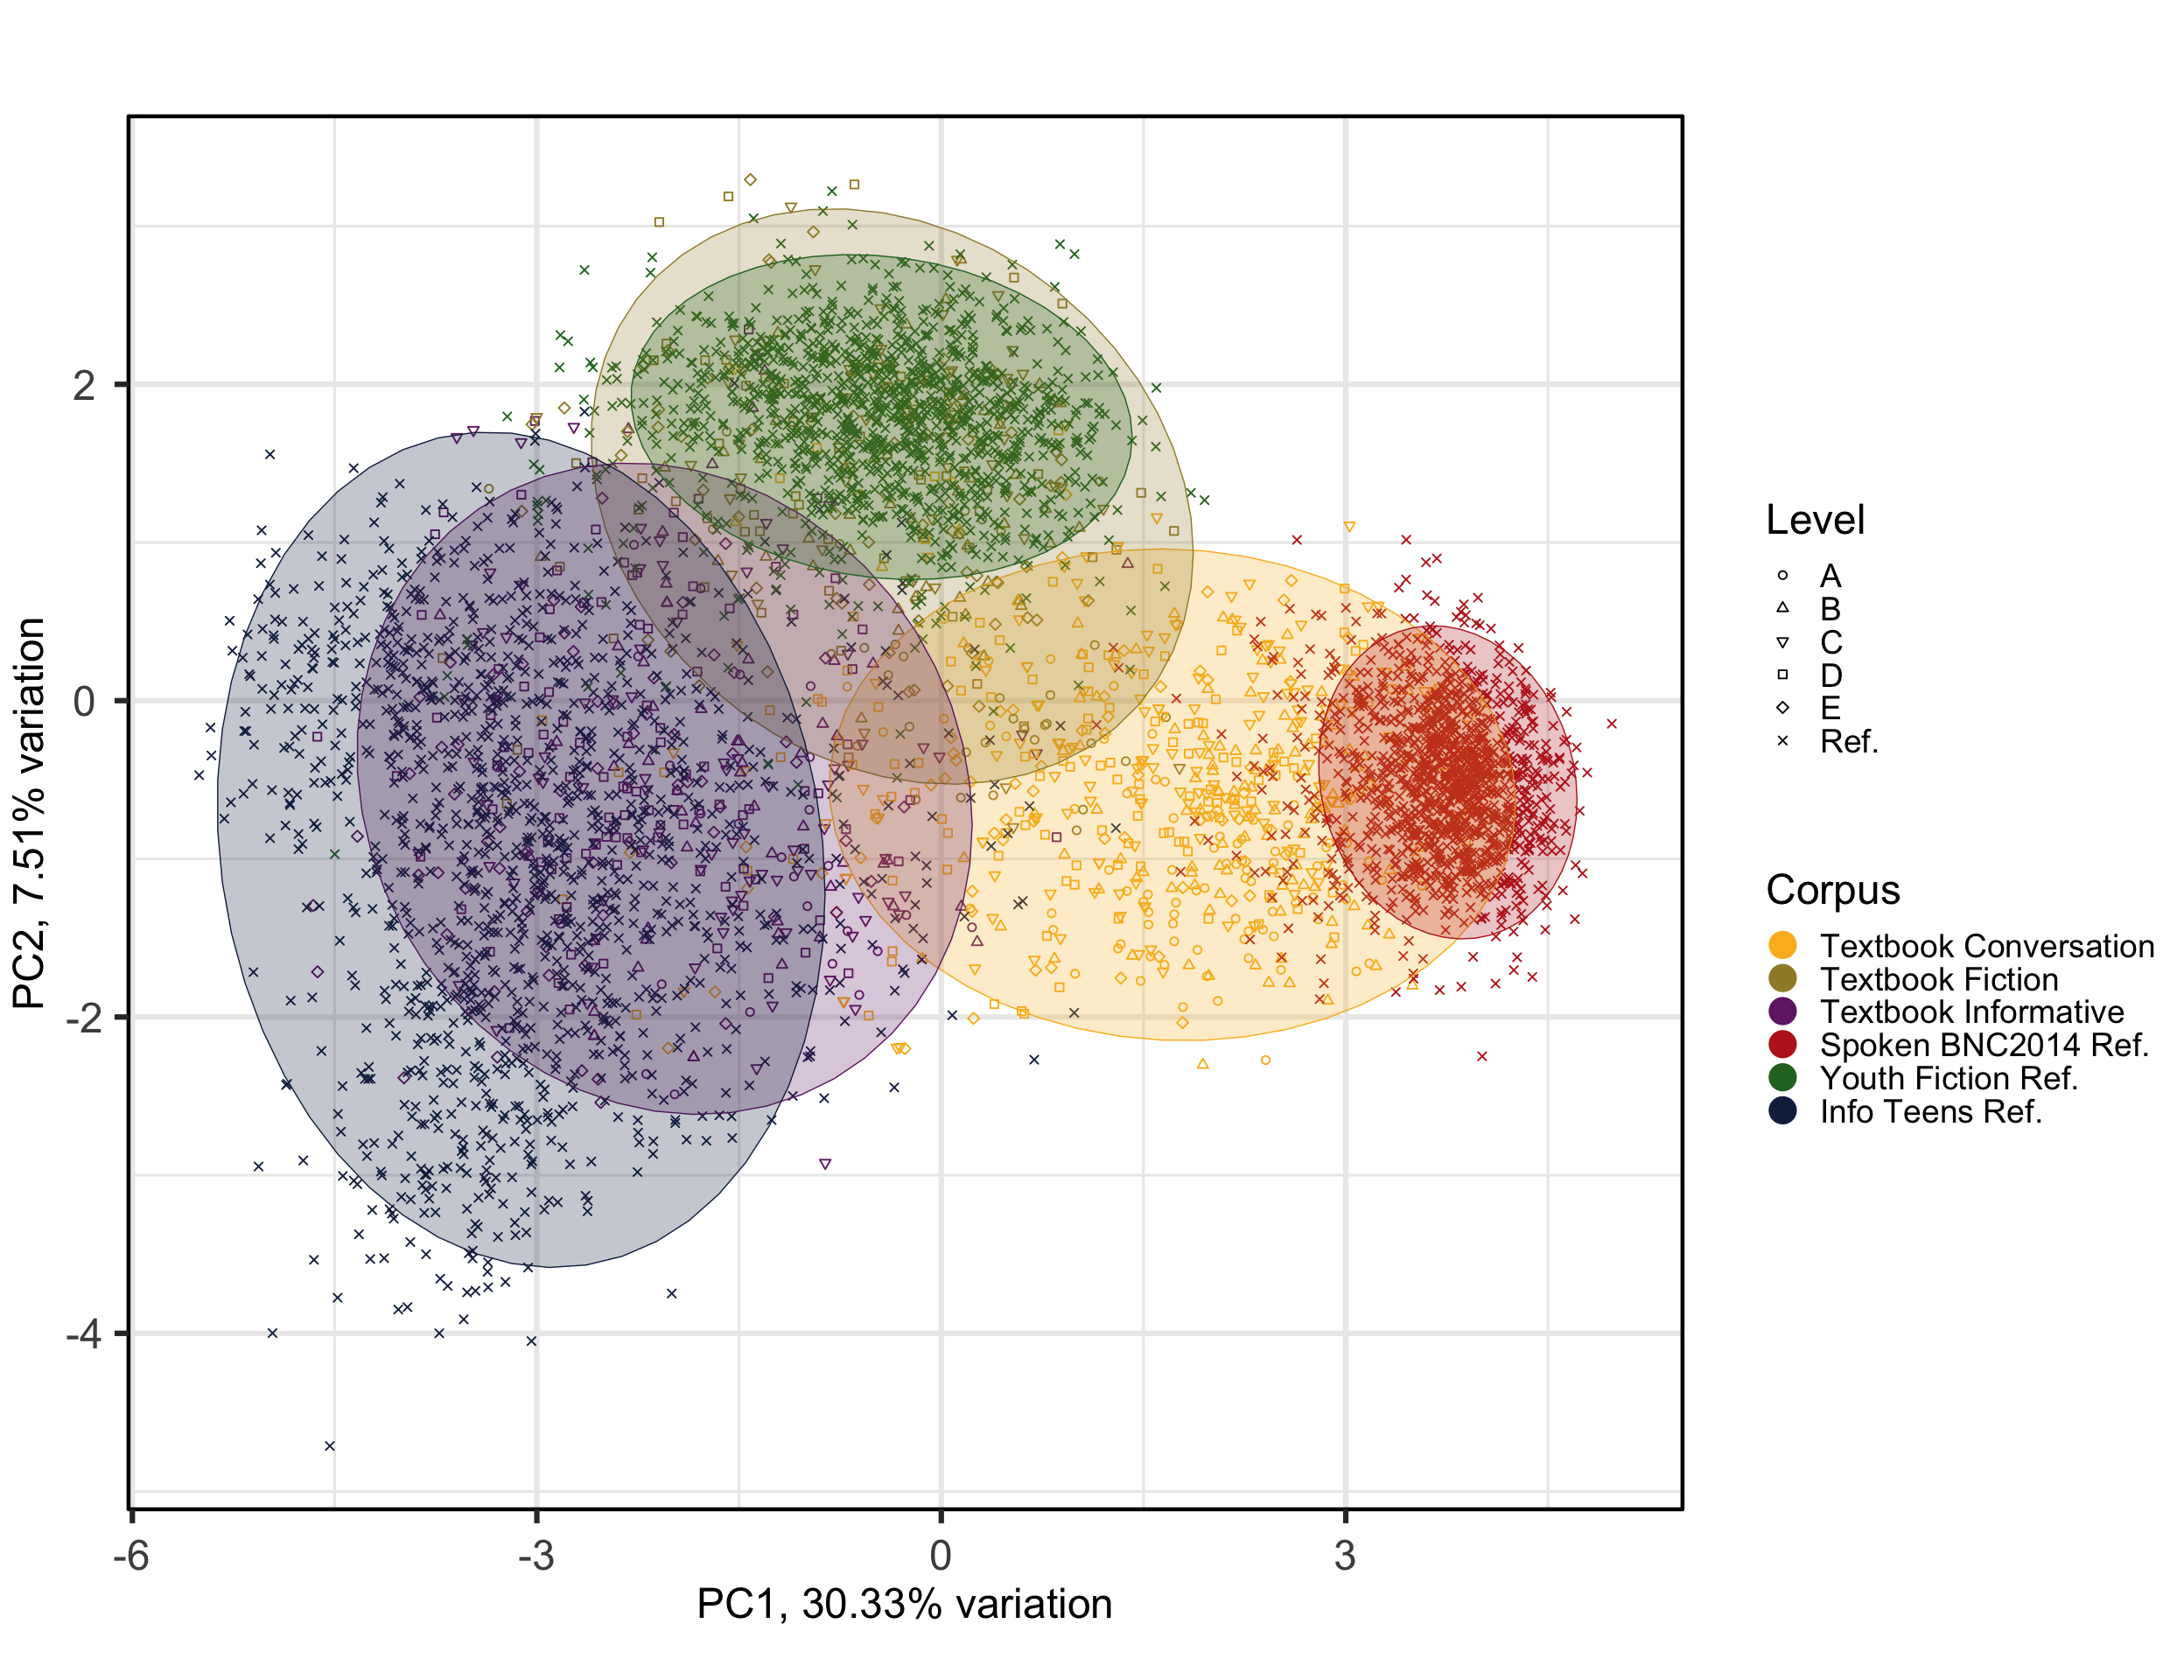 2
0
-2
-4
PC2, 7.51% variation
-6
-3
0
3
PC1, 30.33% variation
Level
A
B
C
D
E
Ref.
Corpus
Textbook Conversation
Textbook Fiction
Textbook Informative
Spoken BNC2014 Ref.
Youth Fiction Ref.
Info Teens Ref.